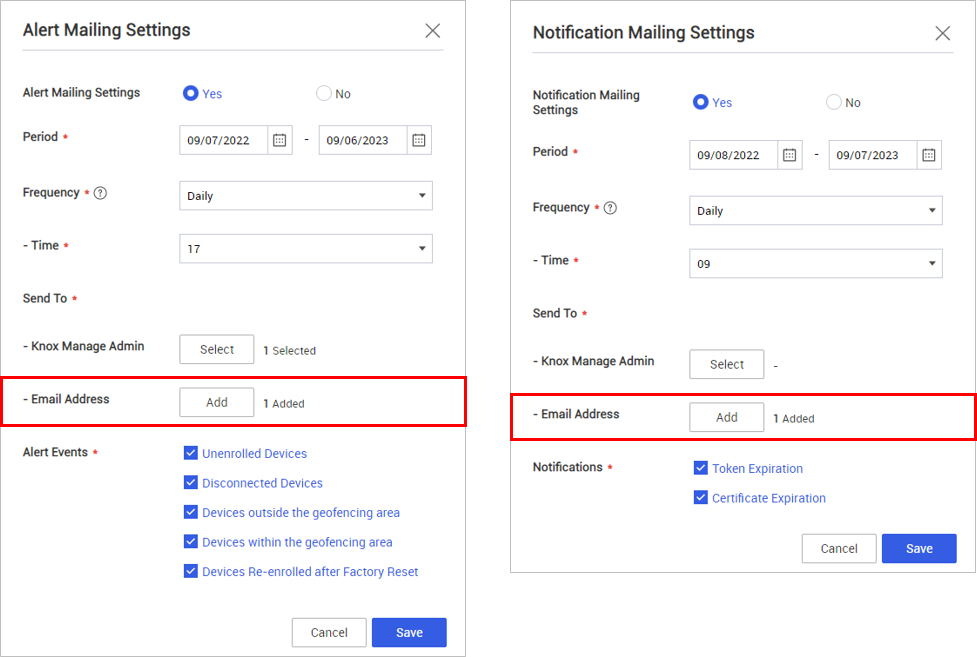 Alert Mailing Settings
Alert Mailing Settings Yes No
Period * 09/07/2022 - 09/06/2023
Frequency * ? Daily
- Time * 17
Send To *
- Knox Manage Admin Select 1 Selected
- Email Address Add 1 Added
Alert Events * Unenrolled Devices
Disconnected Devices
Devices outside the geofencing area
Devices within the geofencing area
Devices Re-enrolled after Factory Reset
Cancel Save
Notification Mailing Settings
Notification Mailing
Settings Yes No
Period * 09/08/2022 - 09/07/2023
Frequency * ? Daily
- Time * 09
Send To *
- Knox Manage Admin Select -
- Email Address Add 1 Added
Notifications * Token Expiration
Certificate Expiration
Cancel Save